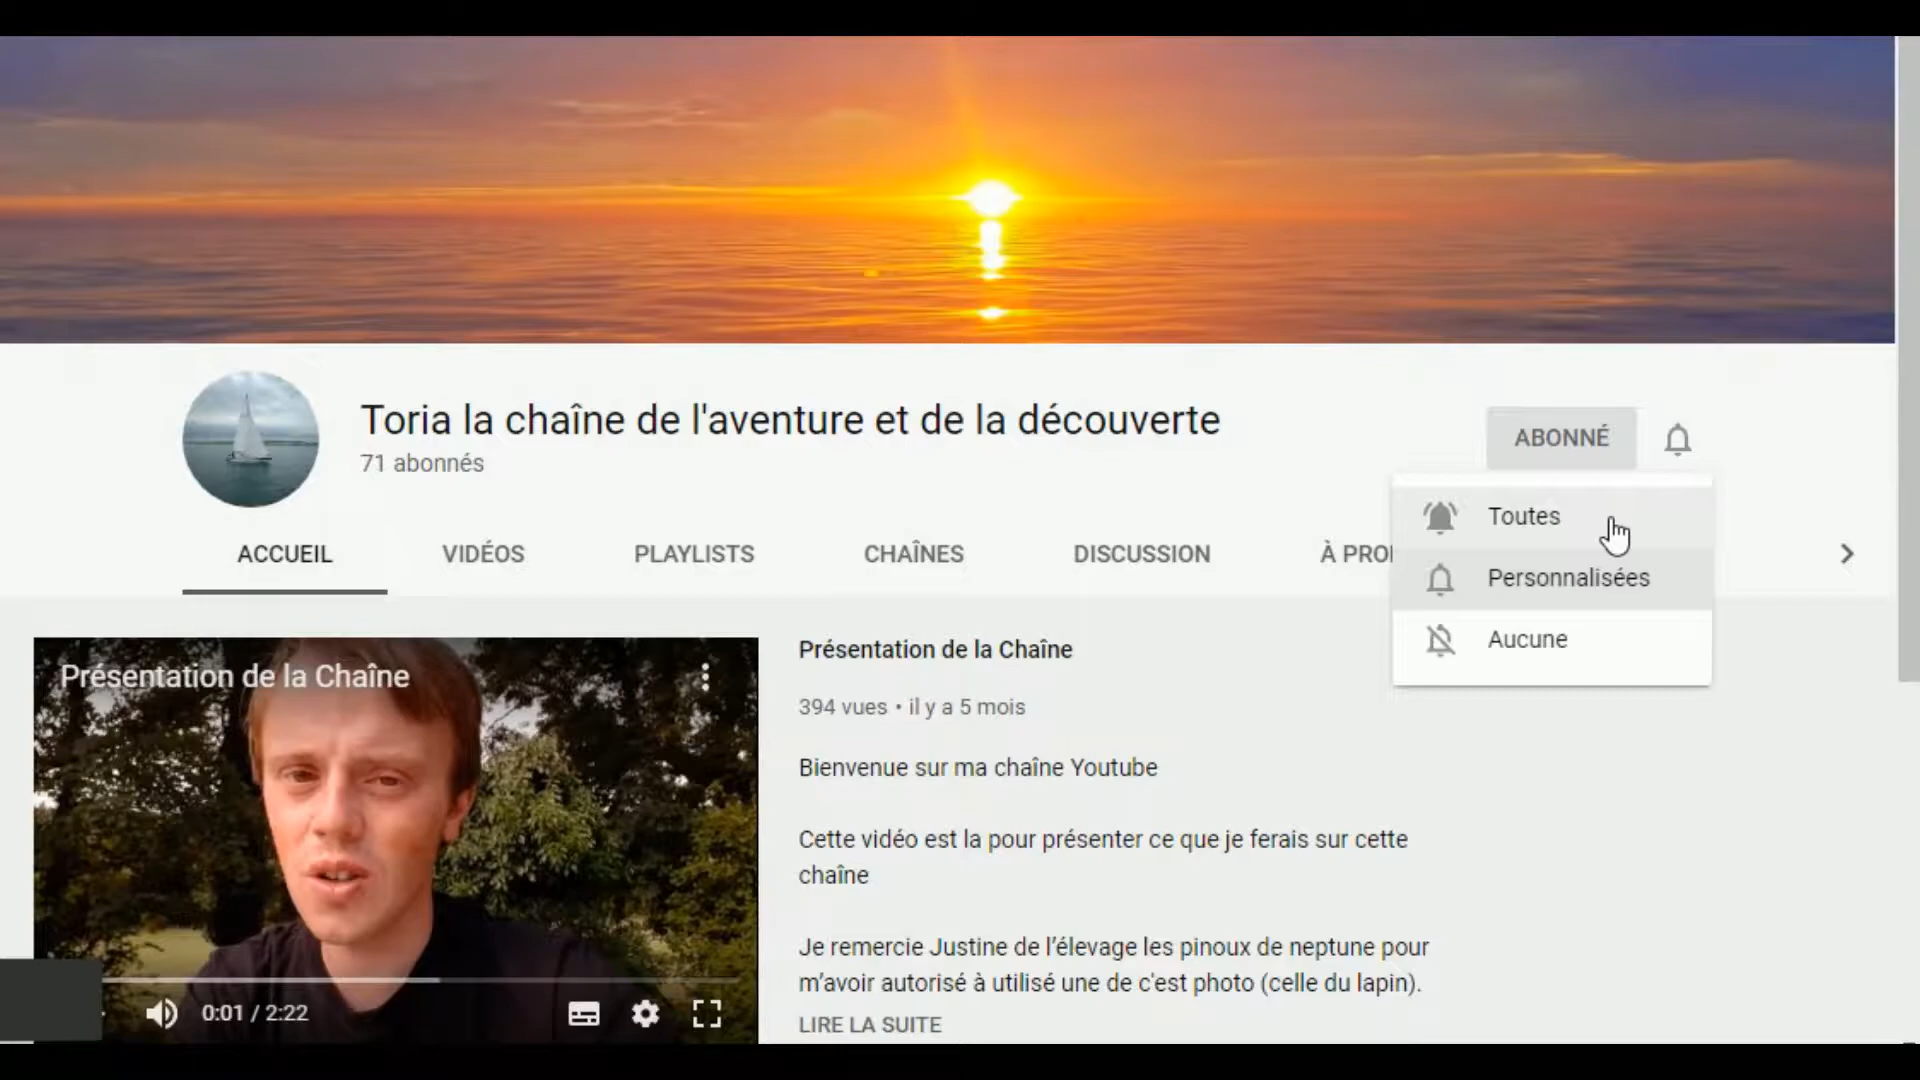 Toria la chaîne de l'aventure et de la découverte
71 abonnés
ABONNÉ
Toutes
Personnalisées
Aucune
ACCUEIL
VIDÉOS
PLAYLISTS
CHAÎNES
DISCUSSION
À PRO
Présentation de la Chaîne
0:01 / 2:22
Présentation de la Chaîne
394 vues • il y a 5 mois
Bienvenue sur ma chaîne Youtube
Cette vidéo est la pour présenter ce que je ferais sur cette
chaîne
Je remercie Justine de l’élevage les pinoux de neptune pour
m’avoir autorisé à utilisé une de c'est photo (celle du lapin).
LIRE LA SUITE